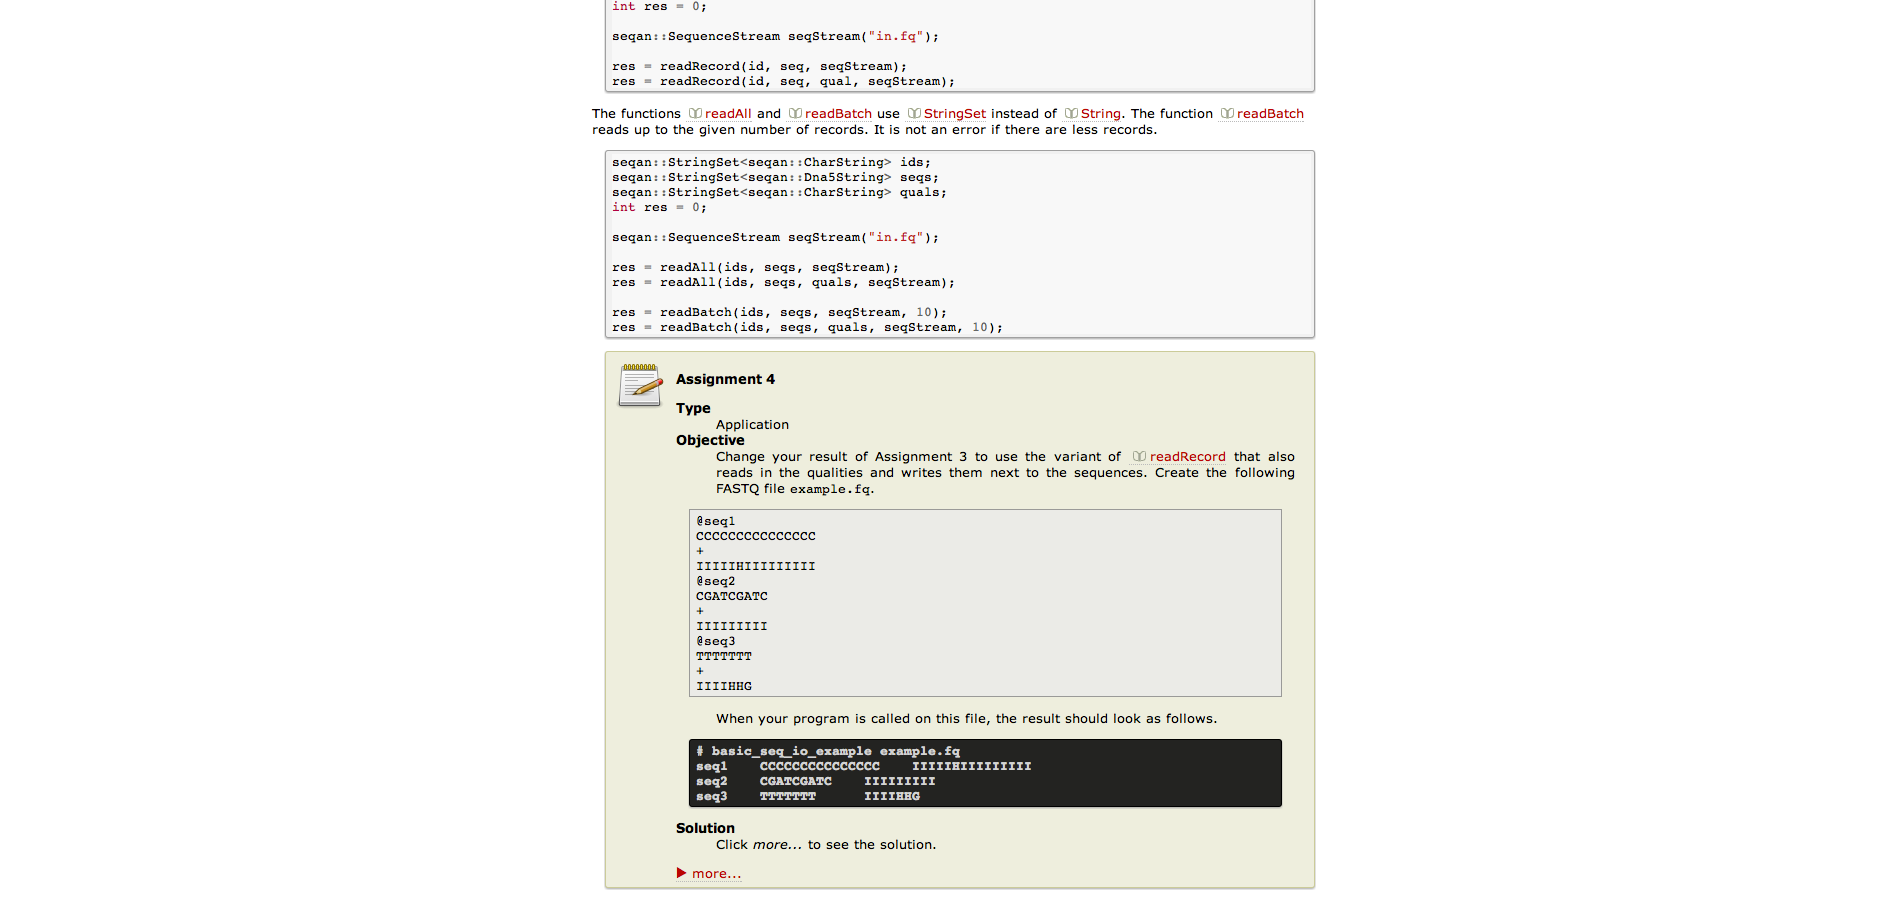 int res = 0;
seqan::SequenceStream seqStream("in.fq");
res = readRecord(id, seq, seqStream);
res = readRecord(id, seq, qual, seqStream);
The functions readAll and readBatch use StringSet instead of String. The function readBatch
reads up to the given number of records. It is not an error if there are less records.
seqan::StringSet<seqan::CharString> ids;
seqan::StringSet<seqan::Dna5String> seqs;
seqan::StringSet<seqan::CharString> quals;
int res = 0;
seqan::SequenceStream seqStream("in.fq");
res = readAll(ids, seqs, seqStream);
res = readAll(ids, seqs, quals, seqStream);
res = readBatch(ids, seqs, seqStream, 10);
res = readBatch(ids, seqs, quals, seqStream, 10);
Assignment 4
Type
Application
Objective
Change your result of Assignment 3 to use the variant of readRecord that also
reads in the qualities and writes them next to the sequences. Create the following
FASTQ file example.fq.
@seq1
CCCCCCCCCCCCCCC
+
IIIIIHIIIIIIIII
@seq2
CGATCGATC
+
IIIIIIIII
@seq3
TTTTTTT
+
IIIIHHG
When your program is called on this file, the result should look as follows.
# basic_seq_io_example example.fq
seq1 CCCCCCCCCCCCCCC IIIIIHIIIIIIIII
seq2 CGATCGATC IIIIIIIII
seq3 TTTTTTT IIIIHHG
Solution
Click more... to see the solution.
more...